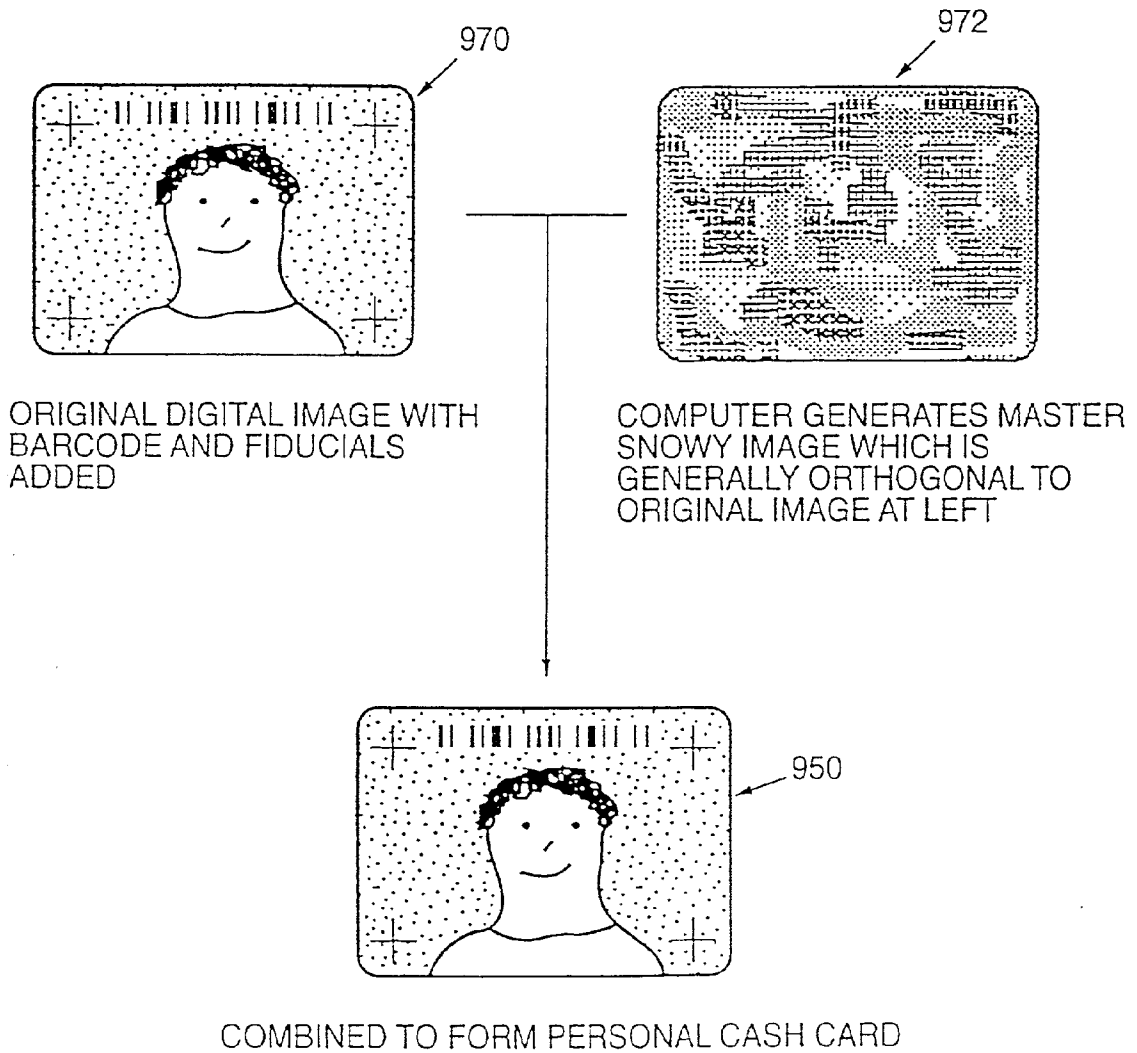 970
972
ORIGINAL DIGITAL IMAGE WITH
BARCODE AND FIDUCIALS
ADDED
COMPUTER GENERATES MASTER
SNOWY IMAGE WHICH IS
GENERALLY ORTHOGONAL TO
ORIGINAL IMAGE AT LEFT
950
COMBINED TO FORM PERSONAL CASH CARD